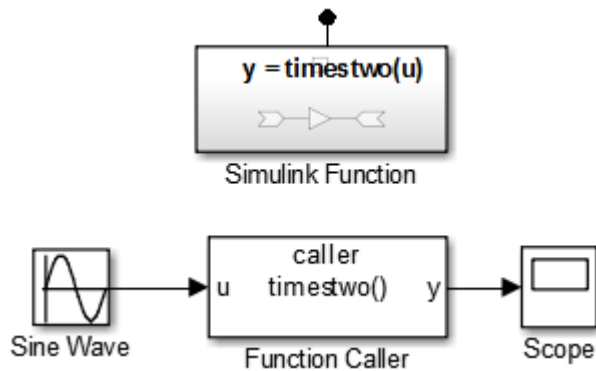 y = timestwo(u)
Simulink Function
caller
u timestwo() y
Sine Wave
Function Caller
Scope